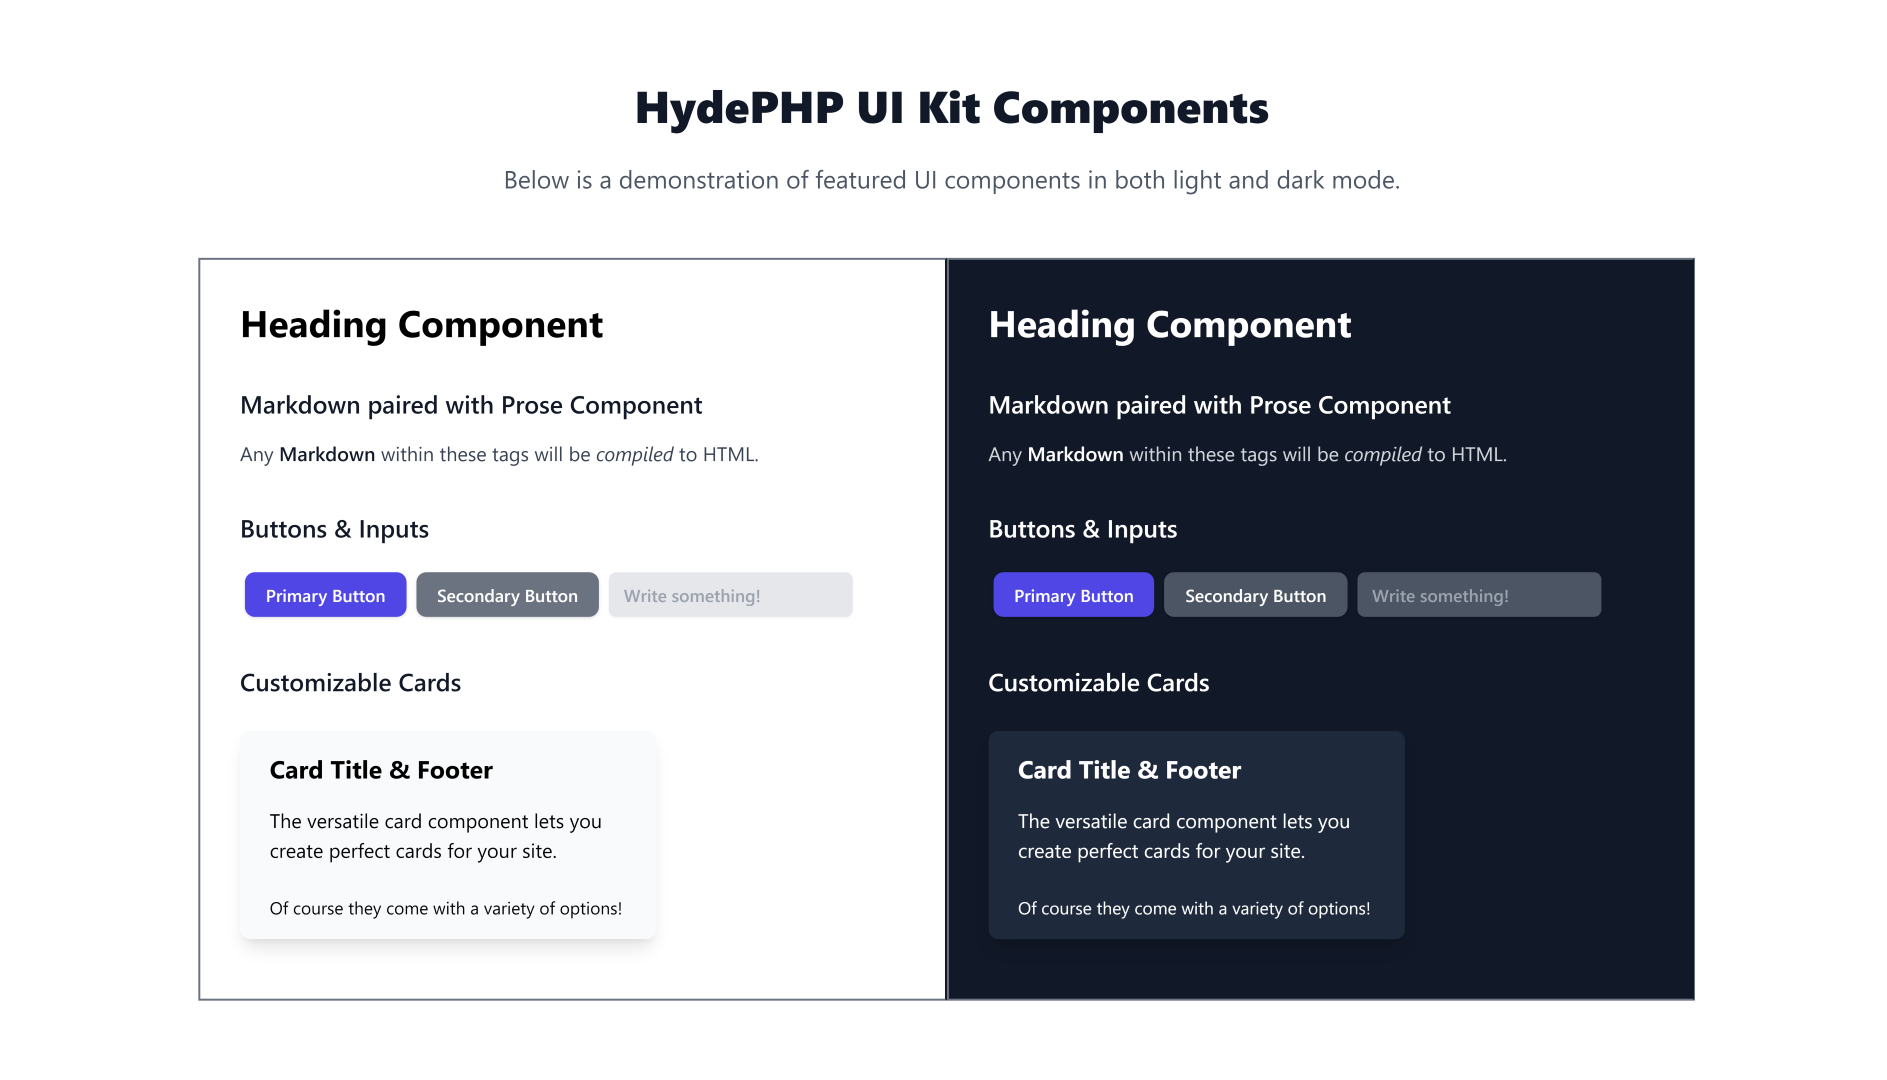 HydePHP UI Kit Components
Below is a demonstration of featured UI components in both light and dark mode.
Heading Component
Markdown paired with Prose Component
Any Markdown within these tags will be compiled to HTML.
Buttons & Inputs
Primary Button
Secondary Button
Write something!
Customizable Cards
Card Title & Footer
The versatile card component lets you
create perfect cards for your site.
Of course they come with a variety of options!
Heading Component
Markdown paired with Prose Component
Any Markdown within these tags will be compiled to HTML.
Buttons & Inputs
Primary Button
Secondary Button
Write something!
Customizable Cards
Card Title & Footer
The versatile card component lets you
create perfect cards for your site.
Of course they come with a variety of options!